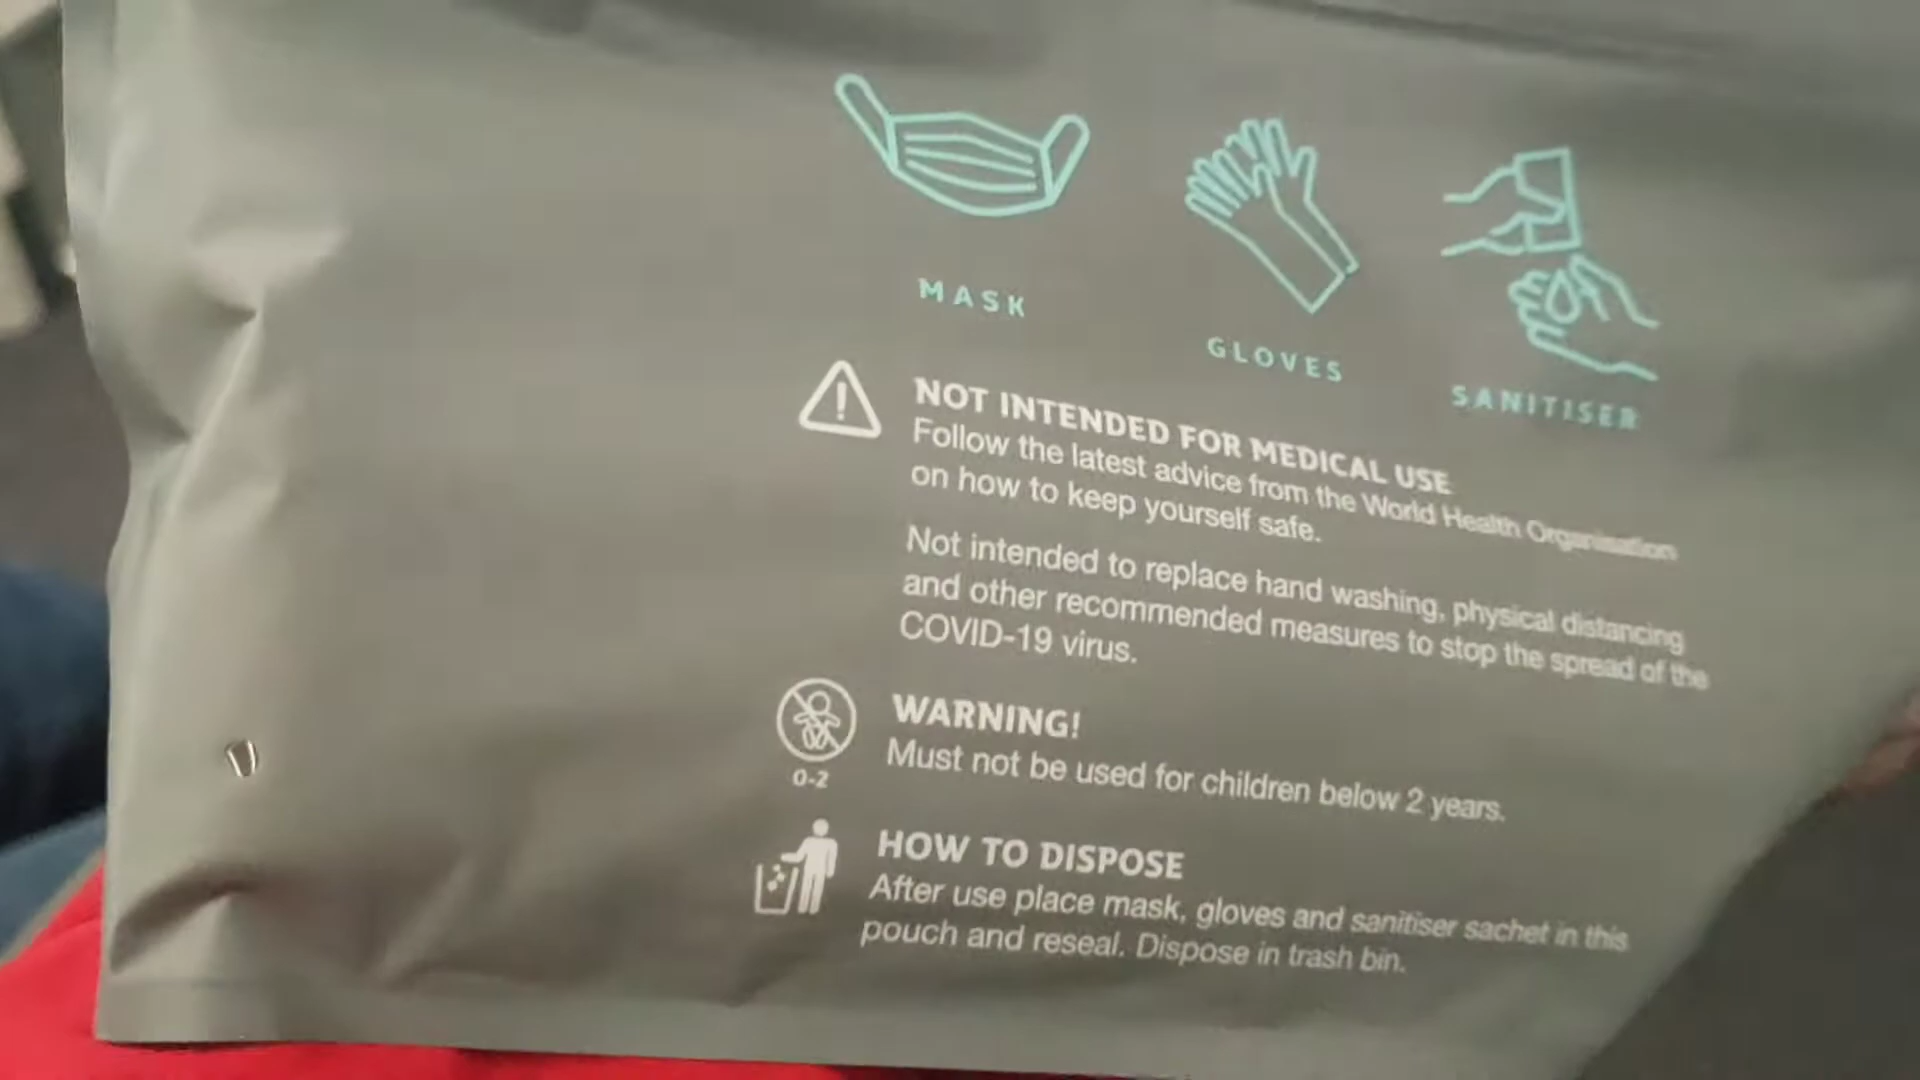 MASK
GLOVES
SANITISER
NOT INTENDED FOR MEDICAL USE
Follow the latest advice from the World Health Organisation
on how to keep yourself safe.
Not intended to replace hand washing, physical distancing
and other recommended measures to stop the spread of the
COVID-19 virus.
WARNING!
Must not be used for children below 2 years.
0-2
HOW TO DISPOSE
After use place mask, gloves and sanitiser sachet in this
pouch and reseal. Dispose in trash bin.